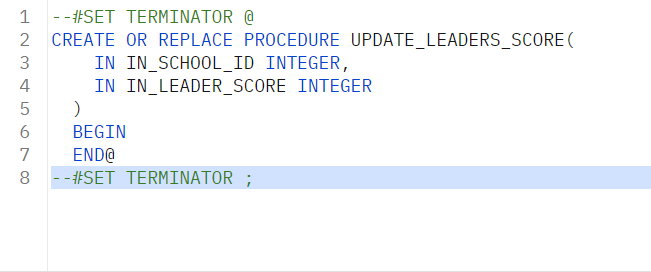 1 --#SET TERMINATOR @
2 CREATE OR REPLACE PROCEDURE UPDATE_LEADERS_SCORE(
3     IN IN_SCHOOL_ID INTEGER,
4     IN IN_LEADER_SCORE INTEGER
5   )
6   BEGIN
7   END@
8 --#SET TERMINATOR ;